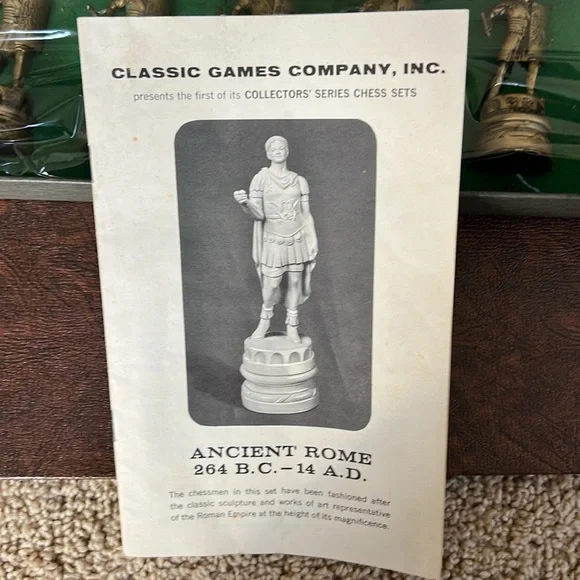 CLASSIC GAMES COMPANY, INC.
presents the first of its COLLECTORS' SERIES CHESS SETS
ANCIENT ROME
264 B.C.–14 A.D.
The chessmen in this set have been fashioned after
the classic sculpture and works of art representative
of the Roman Empire at the height of its magnificence.